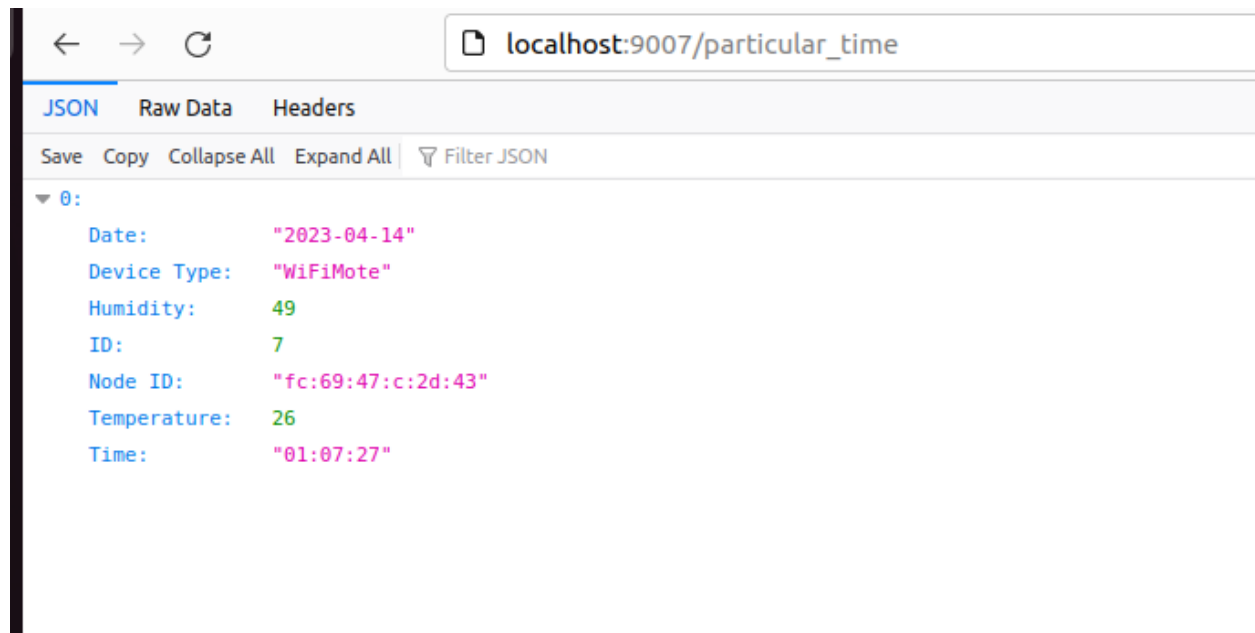 localhost:9007/particular_time
JSON Raw Data Headers
Save Copy Collapse All Expand All Filter JSON
0:
Date: "2023-04-14"
Device Type: "WiFiMote"
Humidity: 49
ID: 7
Node ID: "fc:69:47:c:2d:43"
Temperature: 26
Time: "01:07:27"